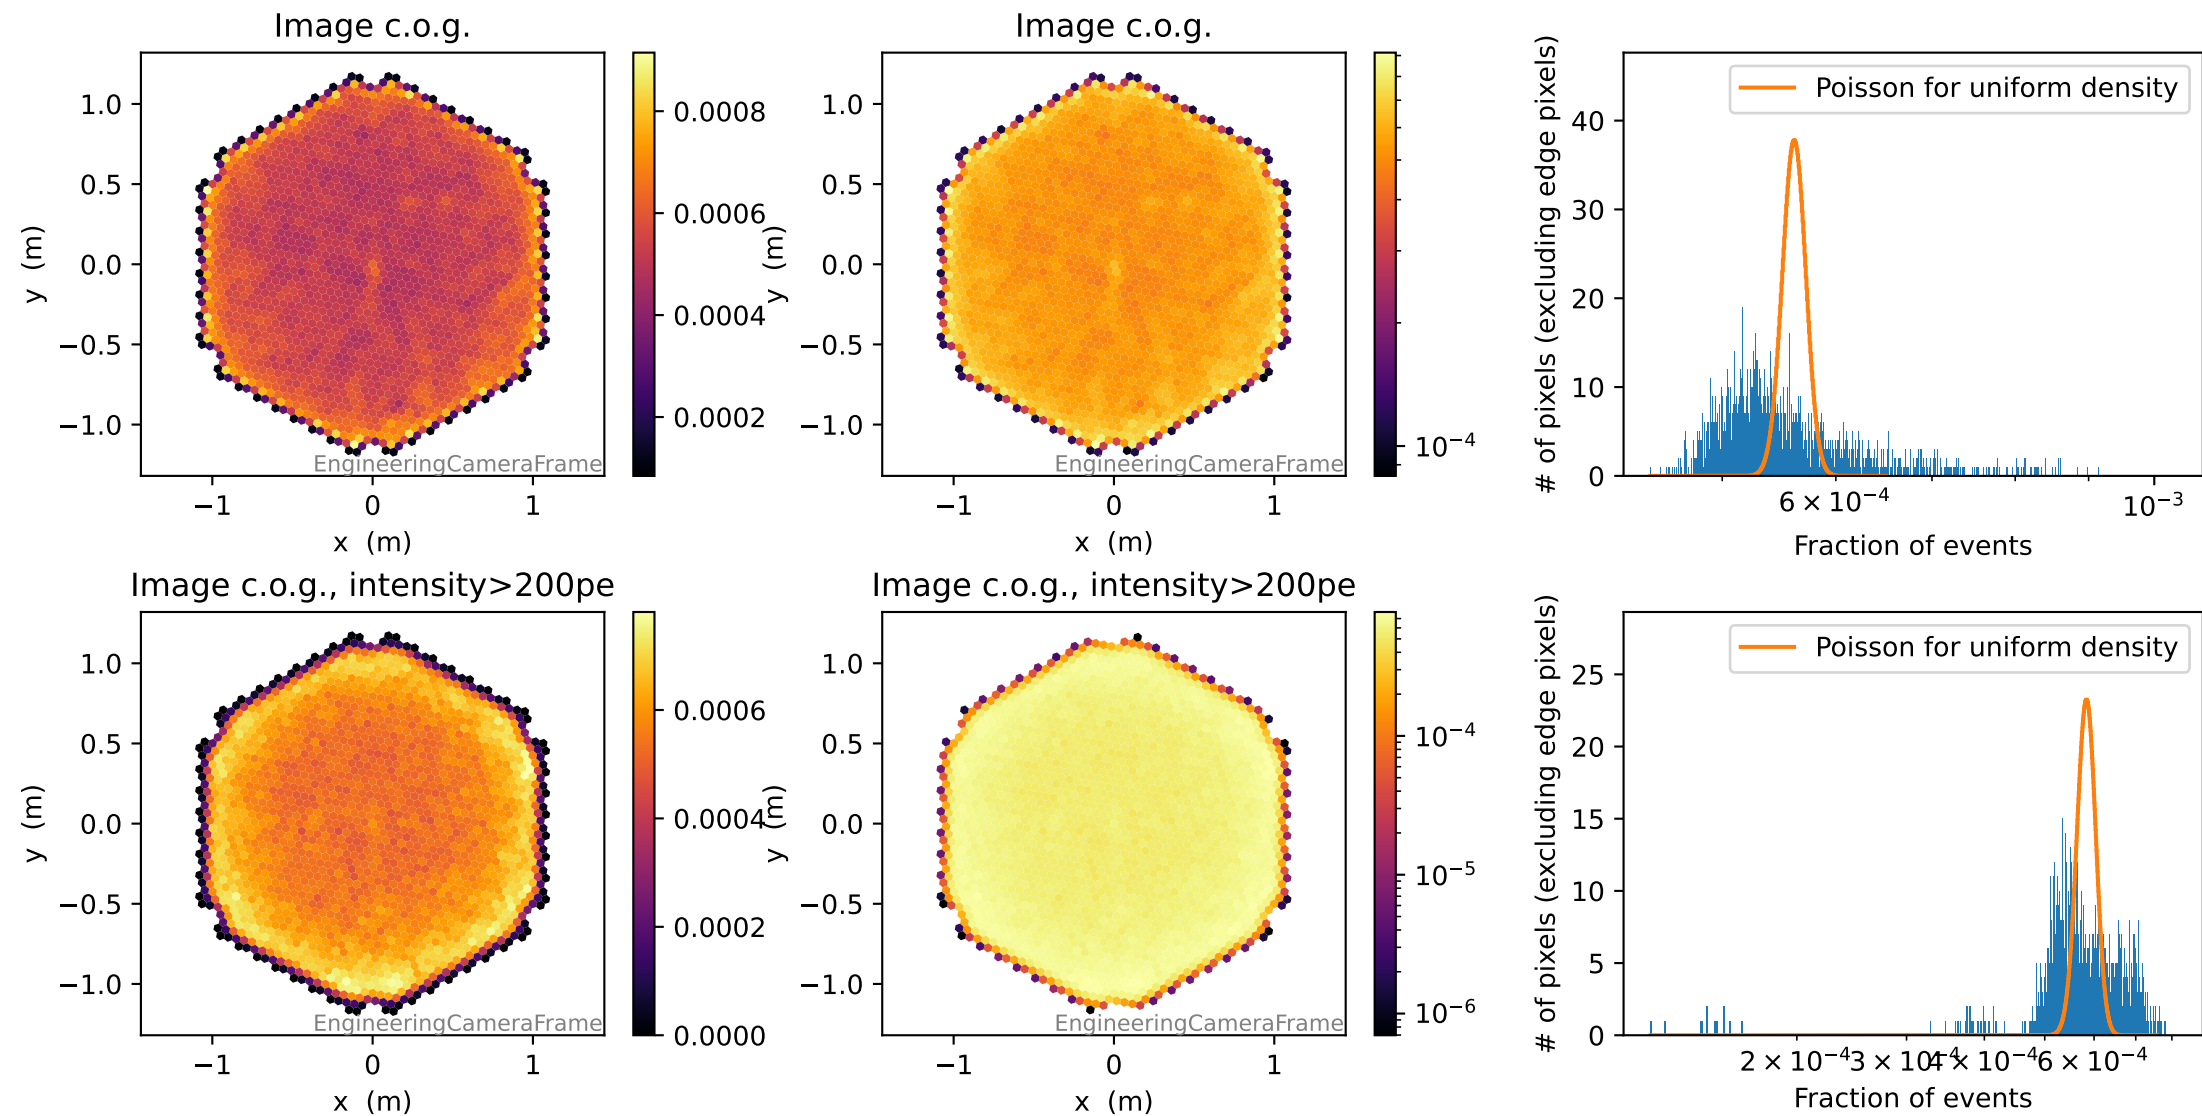 Image c.o.g.
1.0
0.5
0.0
−0.5
−1.0
y (m)
−1
0
1
x (m)
EngineeringCameraFrame
0.0008
0.0006
0.0004
0.0002
Image c.o.g.
1.0
0.5
0.0
−0.5
−1.0
y (m)
−1
0
1
x (m)
EngineeringCameraFrame
10⁻⁴
# of pixels (excluding edge pixels)
40
30
20
10
0
Poisson for uniform density
6 × 10⁻⁴
10⁻³
Fraction of events
Image c.o.g., intensity>200pe
1.0
0.5
0.0
−0.5
−1.0
y (m)
−1
0
1
x (m)
EngineeringCameraFrame
0.0006
0.0004
0.0002
0.0000
Image c.o.g., intensity>200pe
1.0
0.5
0.0
−0.5
−1.0
y (m)
−1
0
1
x (m)
EngineeringCameraFrame
10⁻⁴
10⁻⁵
10⁻⁶
# of pixels (excluding edge pixels)
25
20
15
10
5
0
Poisson for uniform density
2 × 10⁻⁴
3 × 10⁻⁴
4 × 10⁻⁴
6 × 10⁻⁴
Fraction of events